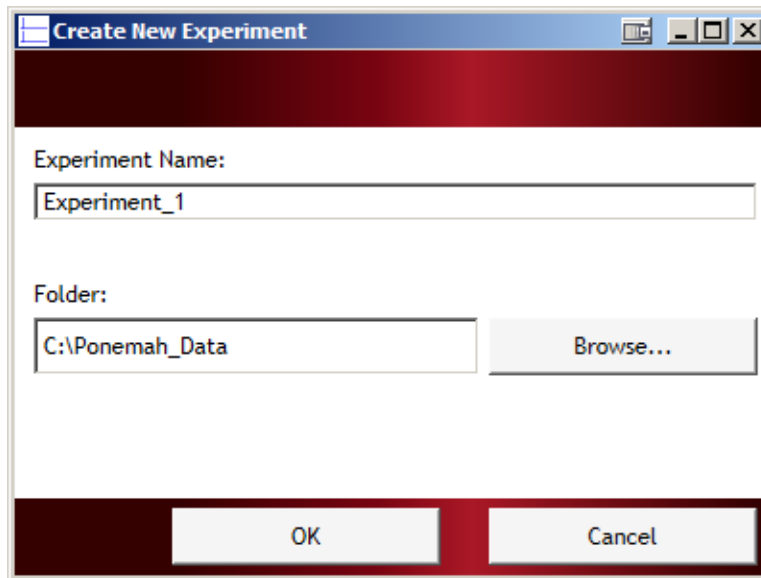 Create New Experiment
Experiment Name:
Experiment_1
Folder:
C:\Ponemah_Data
Browse...
OK
Cancel